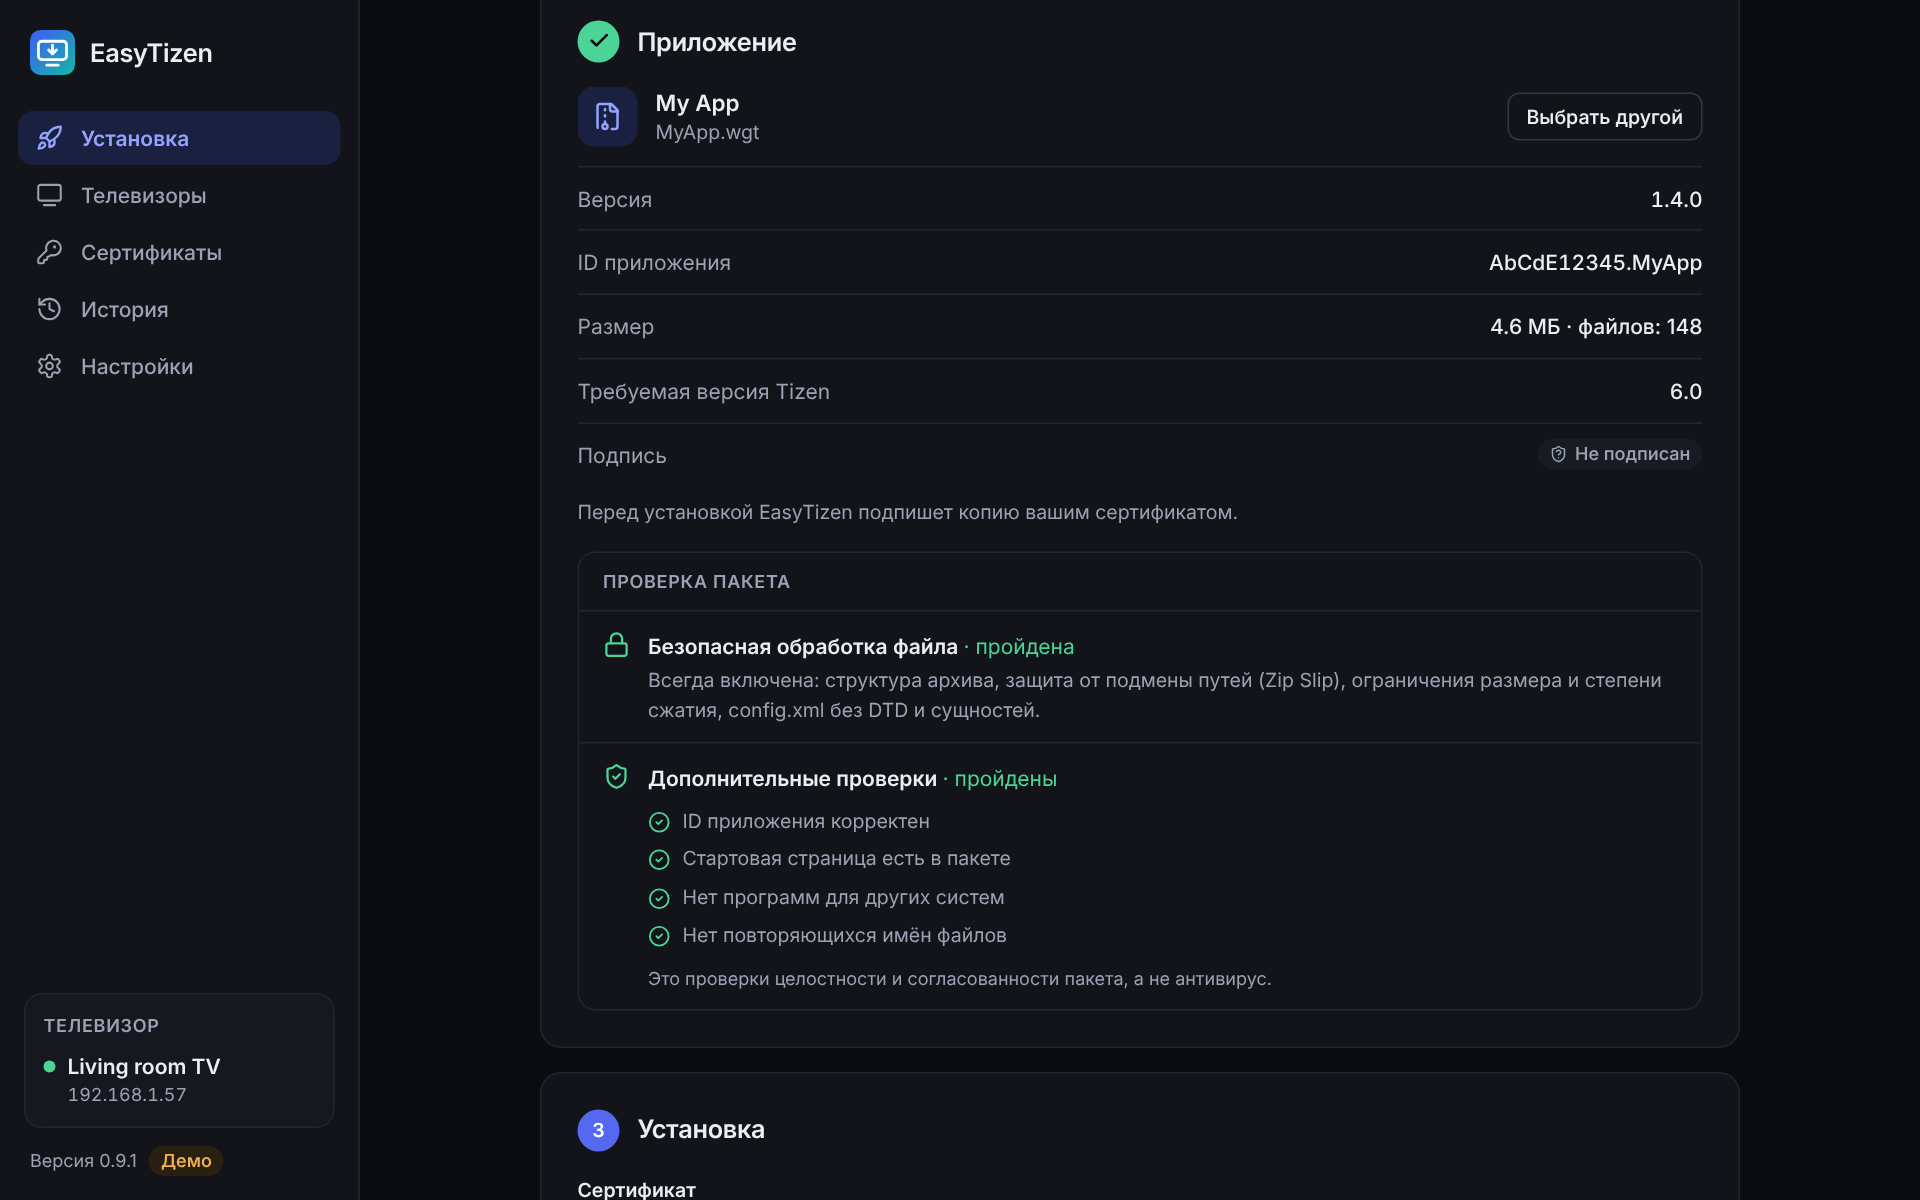 EasyTizen
Установка
Телевизоры
Сертификаты
История
Настройки
ТЕЛЕВИЗОР
Living room TV
192.168.1.57
Версия 0.9.1 Демо
Приложение
My App
MyApp.wgt
Выбрать другой
Версия 1.4.0
ID приложения AbCdE12345.MyApp
Размер 4.6 МБ · файлов: 148
Требуемая версия Tizen 6.0
Подпись Не подписан
Перед установкой EasyTizen подпишет копию вашим сертификатом.
ПРОВЕРКА ПАКЕТА
Безопасная обработка файла · пройдена
Всегда включена: структура архива, защита от подмены путей (Zip Slip), ограничения размера и степени
сжатия, config.xml без DTD и сущностей.
Дополнительные проверки · пройдены
ID приложения корректен
Стартовая страница есть в пакете
Нет программ для других систем
Нет повторяющихся имён файлов
Это проверки целостности и согласованности пакета, а не антивирус.
3 Установка
Сертификат